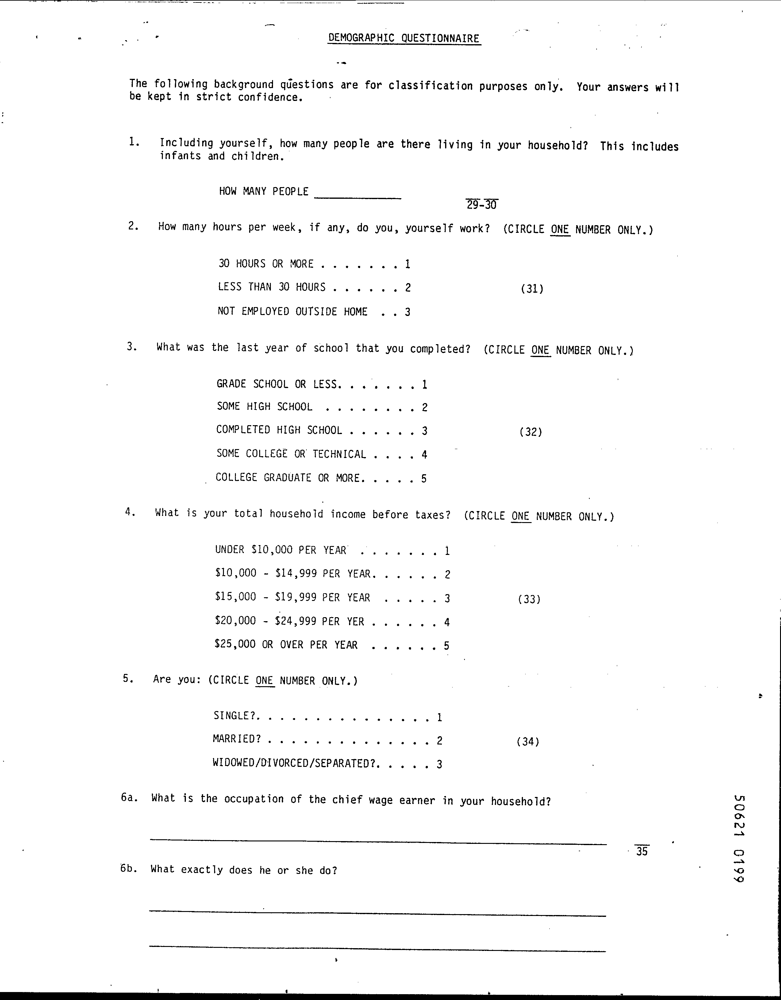 DEMOGRAPHIC QUESTIONNAIRE
The following background questions are for classification purposes only. Your answers will
be kept in strict confidence.
1. Including yourself, how many people are there living in your household? This includes
infants and children.
HOW MANY PEOPLE ______________
29-30
2. How many hours per week, if any, do you, yourself work? (CIRCLE ONE NUMBER ONLY.)
30 HOURS OR MORE . . . . . . . 1
LESS THAN 30 HOURS . . . . . . 2 (31)
NOT EMPLOYED OUTSIDE HOME . . 3
3. What was the last year of school that you completed? (CIRCLE ONE NUMBER ONLY.)
GRADE SCHOOL OR LESS. . . . . . . 1
SOME HIGH SCHOOL . . . . . . . . 2
COMPLETED HIGH SCHOOL . . . . . . 3 (32)
SOME COLLEGE OR TECHNICAL . . . . 4
COLLEGE GRADUATE OR MORE. . . . . 5
4. What is your total household income before taxes? (CIRCLE ONE NUMBER ONLY.)
UNDER $10,000 PER YEAR . . . . . . . 1
$10,000 - $14,999 PER YEAR. . . . . . 2
$15,000 - $19,999 PER YEAR . . . . . 3 (33)
$20,000 - $24,999 PER YER . . . . . . 4
$25,000 OR OVER PER YEAR . . . . . . 5
5. Are you: (CIRCLE ONE NUMBER ONLY.)
SINGLE?. . . . . . . . . . . . . . . 1
MARRIED? . . . . . . . . . . . . . . 2 (34)
WIDOWED/DIVORCED/SEPARATED?. . . . . 3
6a. What is the occupation of the chief wage earner in your household?
35
6b. What exactly does he or she do?
50621 0199